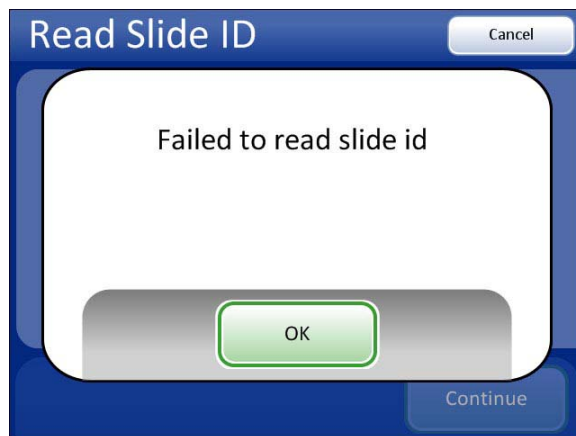 Read Slide ID
Cancel
Failed to read slide id
OK
Continue